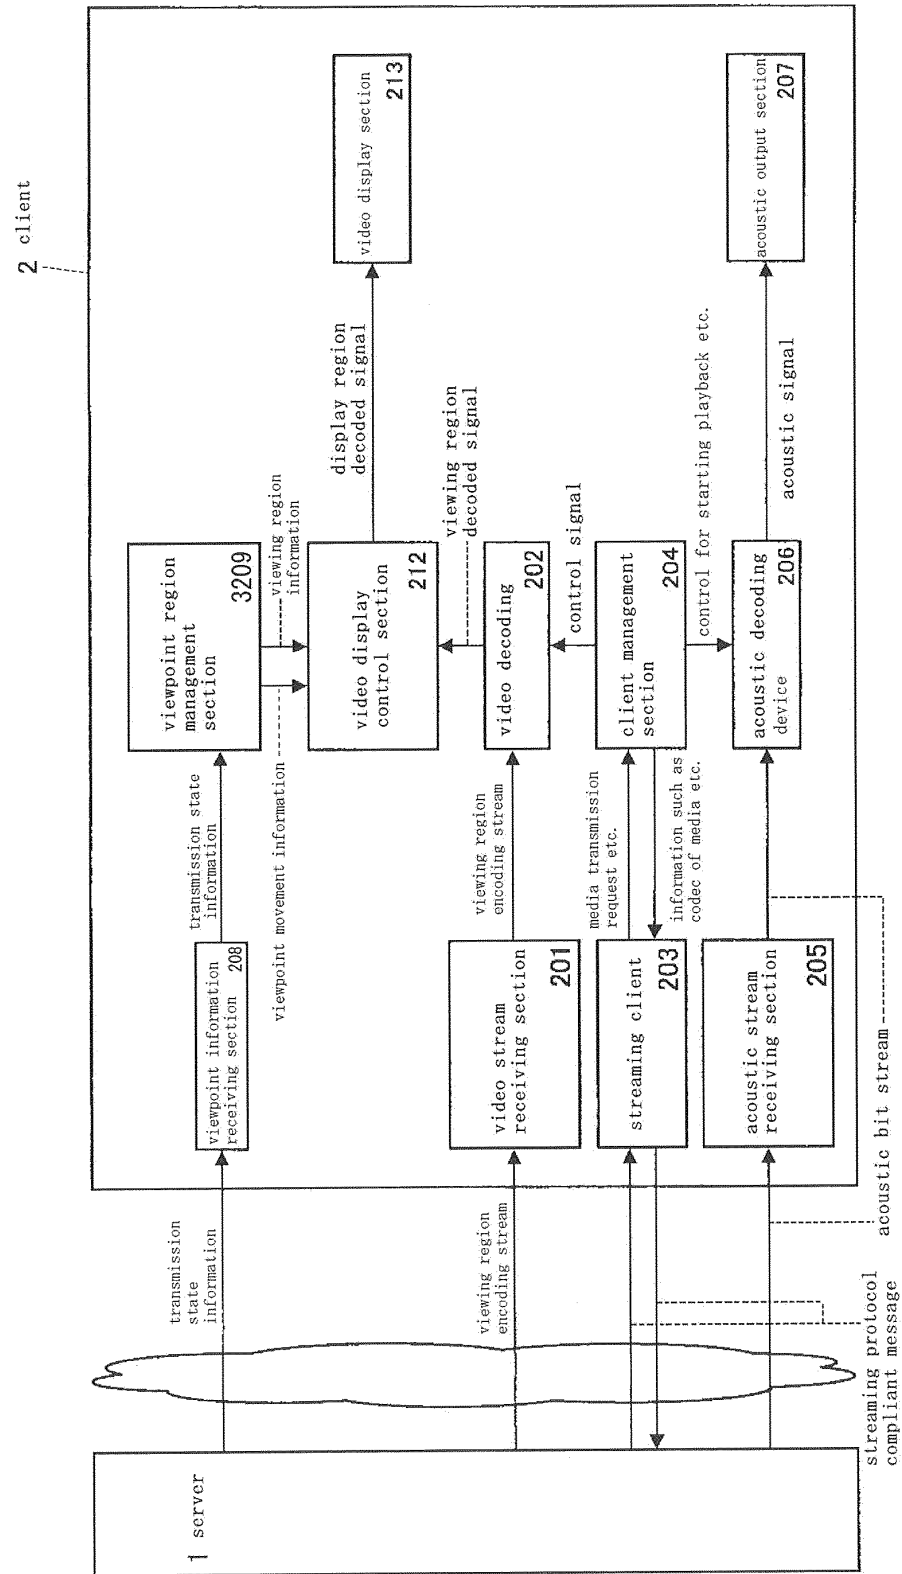 2 client
1 server
transmission
state
information
viewpoint information
receiving section 208
transmission state
information
viewpoint region
management
section
3209
viewpoint movement information
viewing region
information
video display
control section
212
display region
decoded signal
video display section
213
viewing region
encoding stream
video stream
receiving section
201
viewing region
encoding stream
video decoding
202
viewing region
decoded signal
control signal
streaming client
203
media transmission
request etc.
information such as
codec of media etc.
client management
section
204
control for starting playback etc.
acoustic stream
receiving section
205
acoustic decoding
device
206
acoustic signal
acoustic output section
207
acoustic bit stream
streaming protocol
compliant message